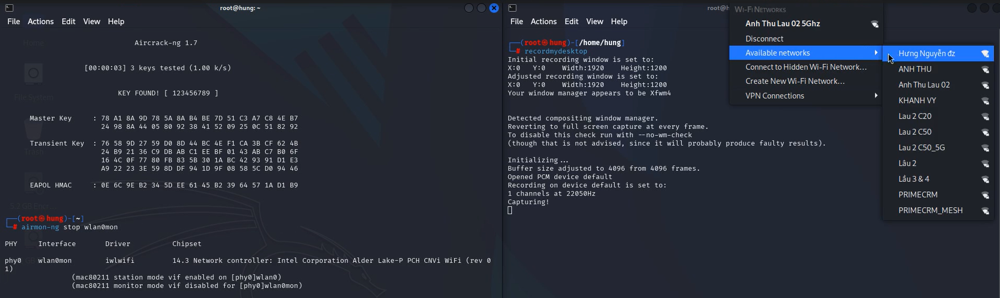 root@hung: ~
File Actions Edit View Help
Home
Aircrack-ng 1.7
[00:00:03] 3 keys tested (1.00 k/s)
KEY FOUND! [ 123456789 ]
File System
Master Key : 78 A1 8A 9D 78 5A 8A B4 BE 7D 51 C3 A7 C8 4E B7
24 98 8A 44 05 80 92 38 41 52 09 25 0C 51 82 92
Transient Key : 76 58 9D 27 59 D0 8D 44 BC 4E F1 CA 3B CF 62 4B
Trash
24 B9 21 36 C9 DB AB C1 EE BF 01 43 AB C7 B0 6F
16 4C 0F 77 80 FB 83 5B 30 1A BC 42 93 91 D1 E3
A9 22 23 3E 59 8D DF 94 1D 9F 08 58 5C D0 94 46
EAPOL HMAC : 0E 6C 9E B2 34 5D EE 61 45 B2 39 64 57 1A D1 B9
5.2 GB Encr...
┌──(root㉿hung)-[~]
└─# airmon-ng stop wlan0mon
PHY Interface Driver Chipset
phy0 wlan0mon iwlwifi 14.3 Network controller: Intel Corporation Alder Lake-P PCH CNVi WiFi (rev 0
1)
(mac80211 station mode vif enabled on [phy0]wlan0)
(mac80211 monitor mode vif disabled for [phy0]wlan0mon)
root@h
File Actions Edit View Help
┌──(root㉿hung)-[/home/hung]
└─# recordmydesktop
Initial recording window is set to:
X:0 Y:0 Width:1920 Height:1200
Adjusted recording window is set to:
X:0 Y:0 Width:1920 Height:1200
Your window manager appears to be Xfwm4
Detected compositing window manager.
Reverting to full screen capture at every frame.
To disable this check run with --no-wm-check
(though that is not advised, since it will probably produce faulty results).
Initializing...
Buffer size adjusted to 4096 from 4096 frames.
Opened PCM device default
Recording on device default is set to:
1 channels at 22050Hz
Capturing!
Wi-Fi Networks
Anh Thu Lau 02 5Ghz
Disconnect
Available networks
Connect to Hidden Wi-Fi Network...
Create New Wi-Fi Network...
VPN Connections
Hưng Nguyễn đz
ANH THU
Anh Thu Lau 02
KHANH VY
Lau 2 C20
Lau 2 C50
Lau 2 C50_5G
Lâu 2
Lầu 3 & 4
PRIMECRM
PRIMECRM_MESH